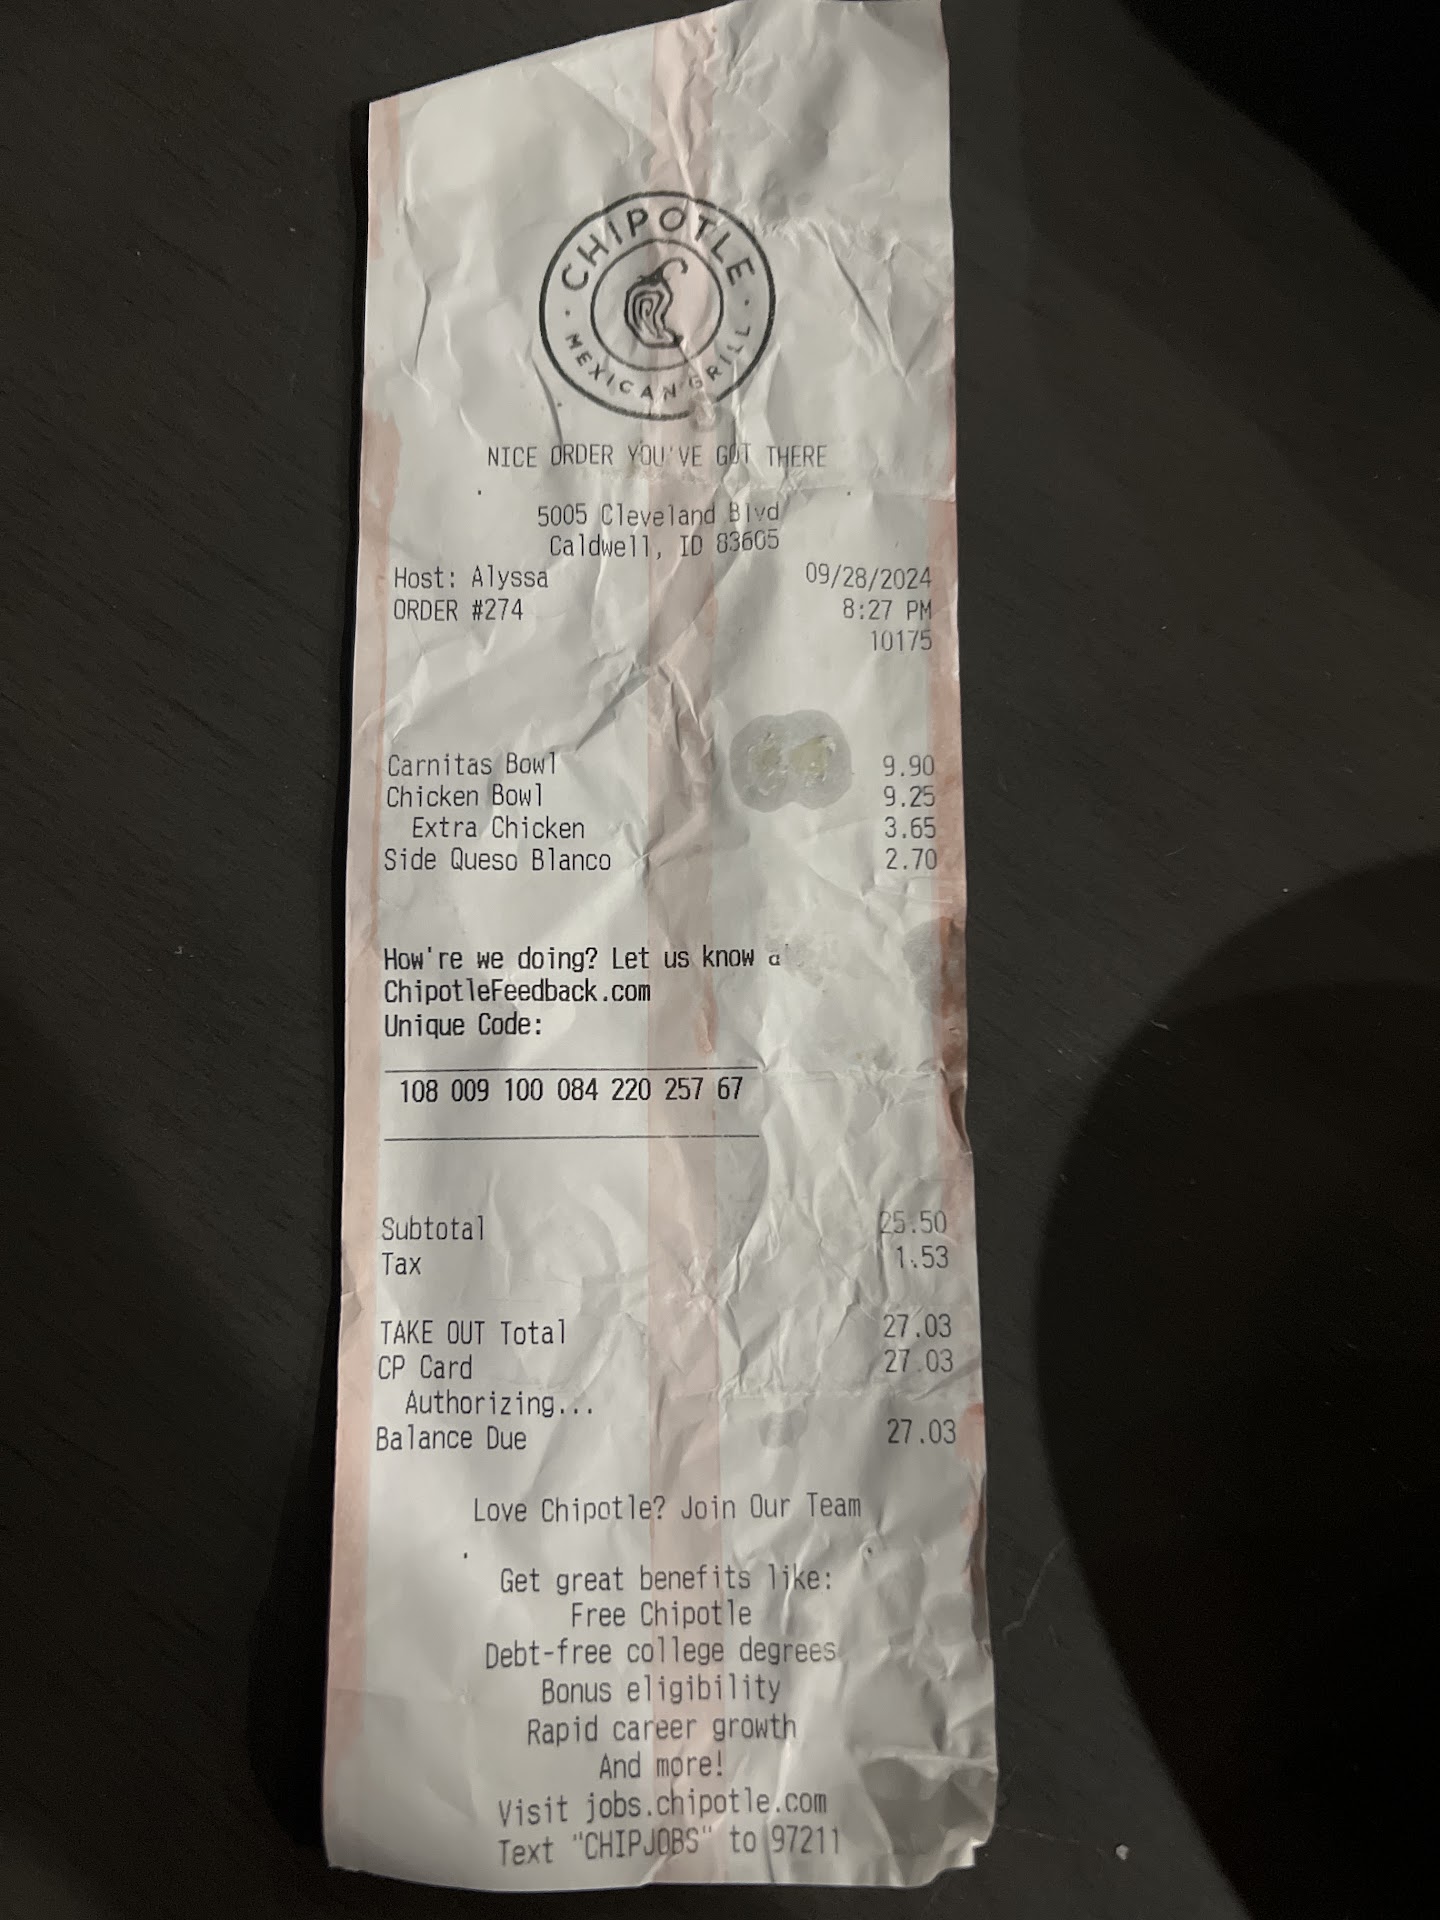 CHIPOTLE
MEXICAN GRILL
NICE ORDER YOU'VE GOT THERE
5005 Cleveland Blvd
Caldwell, ID 83605
Host: Alyssa 09/28/2024
ORDER #274 8:27 PM
10175
Carnitas Bowl 9.90
Chicken Bowl 9.25
Extra Chicken 3.65
Side Queso Blanco 2.70
How're we doing? Let us know a
ChipotleFeedback.com
Unique Code:
108 009 100 084 220 257 67
Subtotal 25.50
Tax 1.53
TAKE OUT Total 27.03
CP Card 27.03
Authorizing...
Balance Due 27.03
Love Chipotle? Join Our Team
Get great benefits like:
Free Chipotle
Debt-free college degrees
Bonus eligibility
Rapid career growth
And more!
Visit jobs.chipotle.com
Text "CHIPJOBS" to 97211